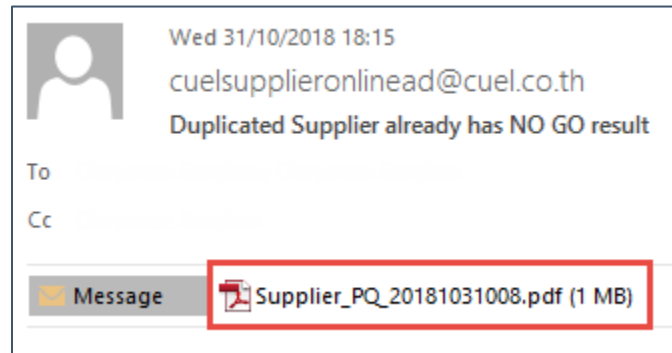 Wed 31/10/2018 18:15
cuelsupplieronlinead@cuel.co.th
Duplicated Supplier already has NO GO result
To
Cc
Message Supplier_PQ_20181031008.pdf (1 MB)